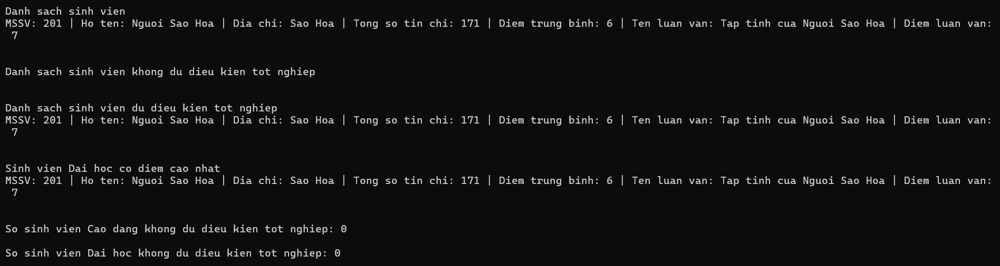 Danh sach sinh vien
MSSV: 201 | Ho ten: Nguoi Sao Hoa | Dia chi: Sao Hoa | Tong so tin chi: 171 | Diem trung binh: 6 | Ten luan van: Tap tinh cua Nguoi Sao Hoa | Diem luan van:
7
Danh sach sinh vien khong du dieu kien tot nghiep
Danh sach sinh vien du dieu kien tot nghiep
MSSV: 201 | Ho ten: Nguoi Sao Hoa | Dia chi: Sao Hoa | Tong so tin chi: 171 | Diem trung binh: 6 | Ten luan van: Tap tinh cua Nguoi Sao Hoa | Diem luan van:
7
Sinh vien Dai hoc co diem cao nhat
MSSV: 201 | Ho ten: Nguoi Sao Hoa | Dia chi: Sao Hoa | Tong so tin chi: 171 | Diem trung binh: 6 | Ten luan van: Tap tinh cua Nguoi Sao Hoa | Diem luan van:
7
So sinh vien Cao dang khong du dieu kien tot nghiep: 0
So sinh vien Dai hoc khong du dieu kien tot nghiep: 0